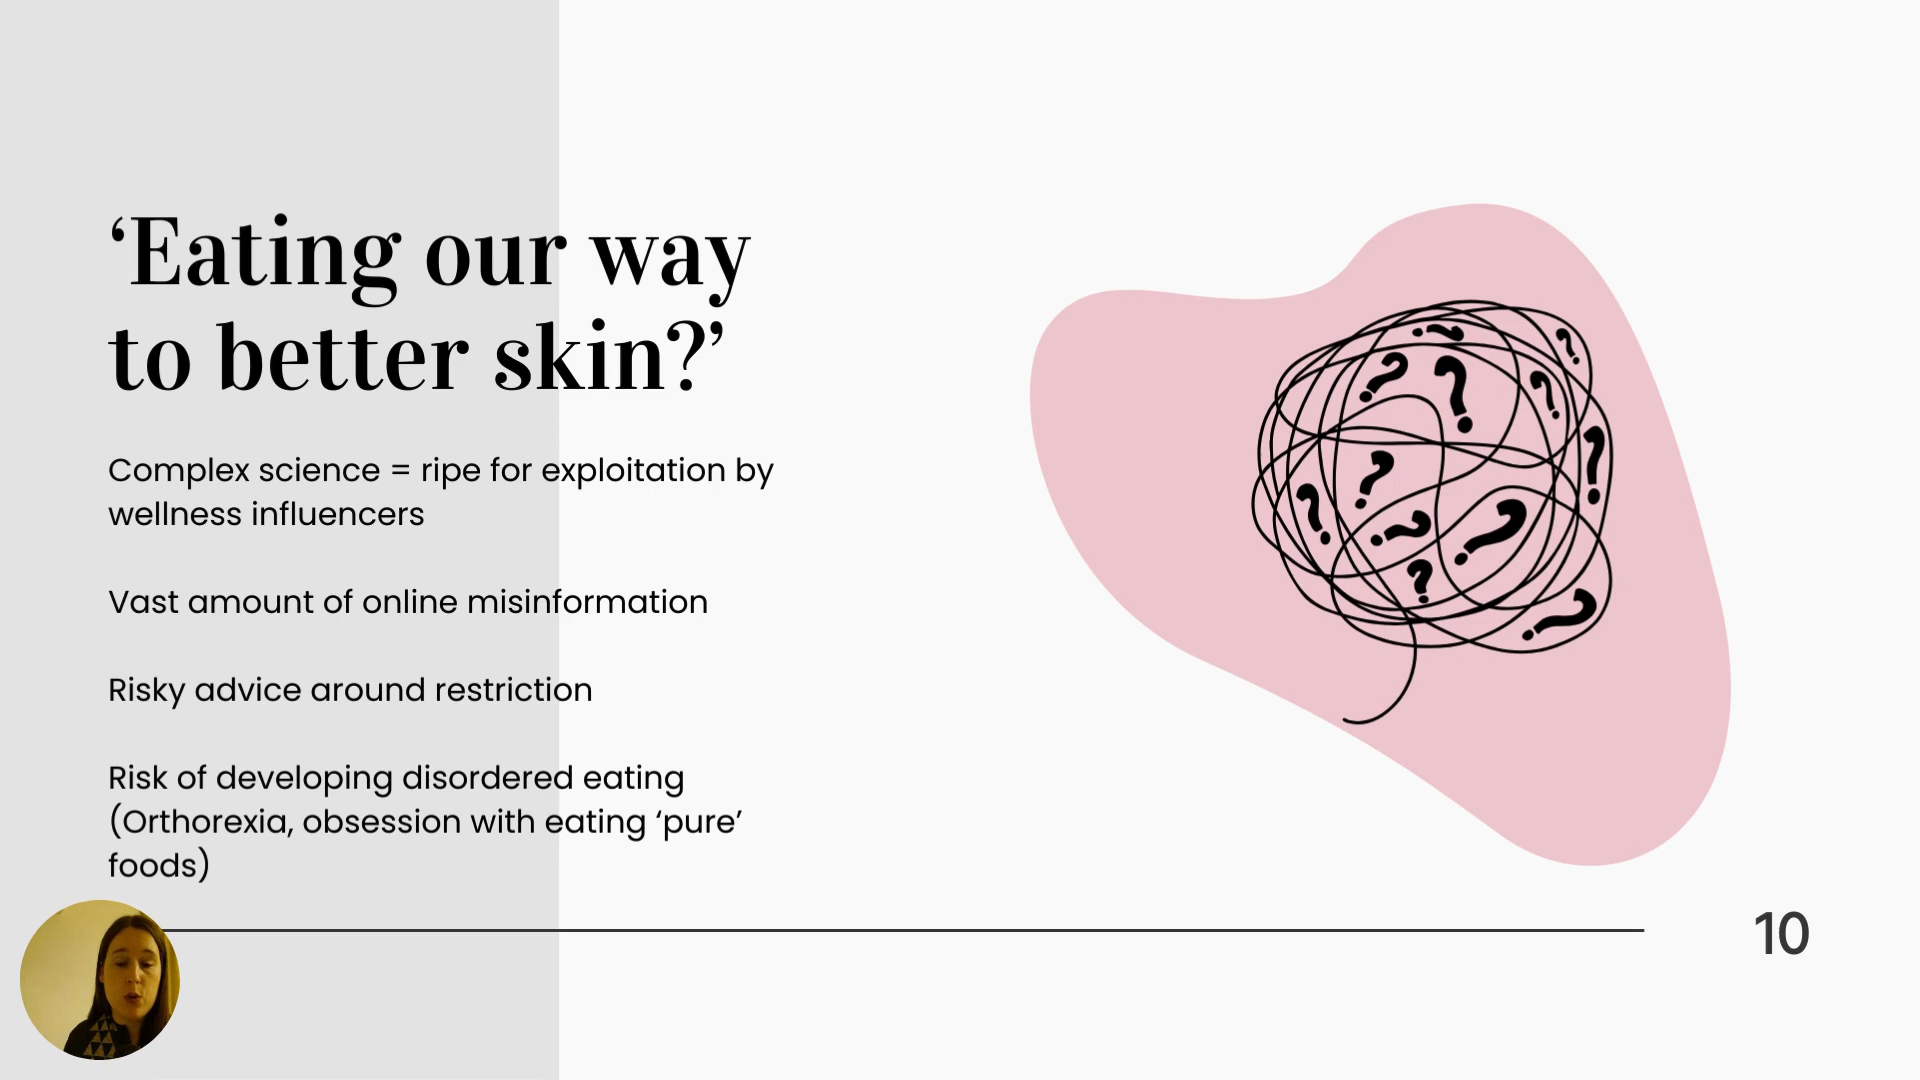 ‘Eating our way
to better skin?’
Complex science = ripe for exploitation by
wellness influencers
Vast amount of online misinformation
Risky advice around restriction
Risk of developing disordered eating
(Orthorexia, obsession with eating ‘pure’
foods)
10